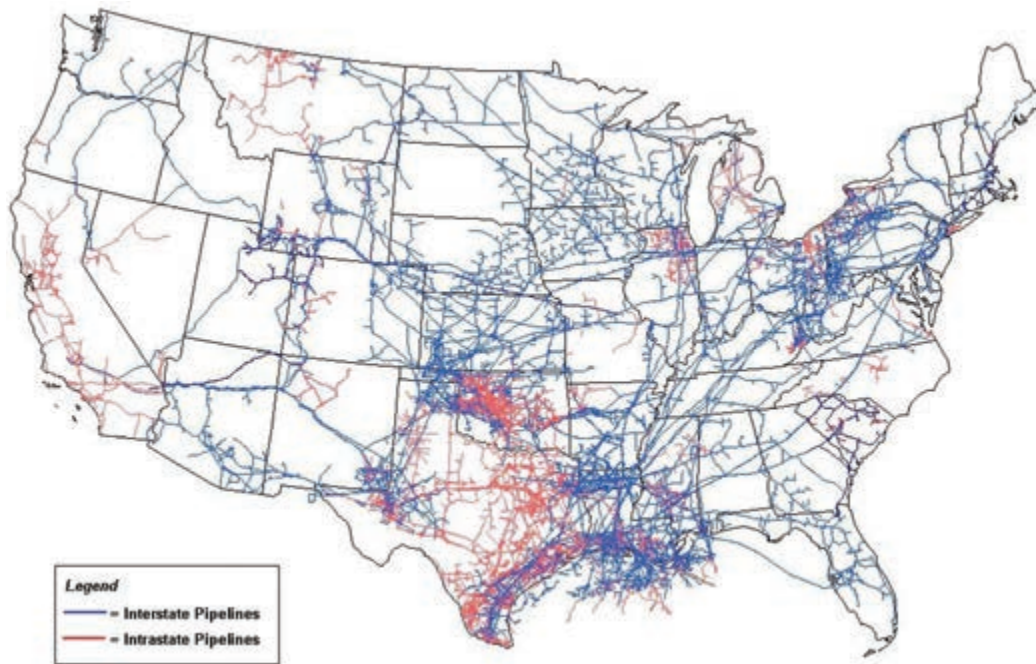 Legend
= Interstate Pipelines
= Intrastate Pipelines